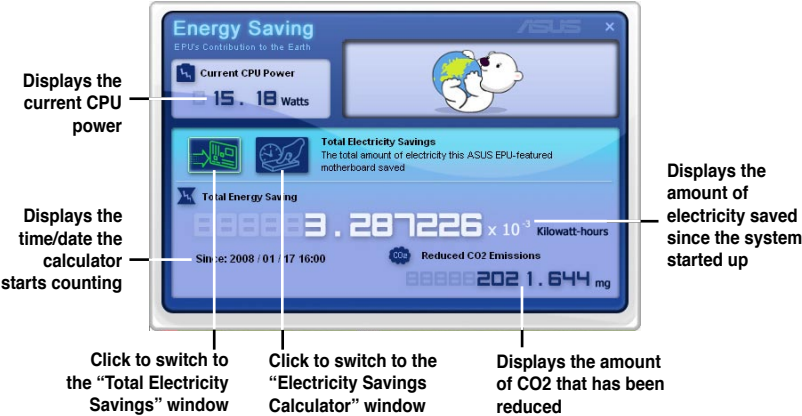 Energy Saving
EPU's Contribution to the Earth
ASUS
×
Current CPU Power
15.18 Watts
Displays the
current CPU
power
Total Electricity Savings
The total amount of electricity this ASUS EPU-featured
motherboard saved
Total Energy Saving
3.287226 x 10⁻³ Kilowatt-hours
Displays the
amount of
electricity saved
since the system
started up
Displays the
time/date the
calculator
starts counting
Since: 2008 / 01 / 17 16:00
CO2
Reduced CO2 Emissions
2021.644 mg
Click to switch to
the “Total Electricity
Savings” window
Click to switch to the
“Electricity Savings
Calculator” window
Displays the amount
of CO2 that has been
reduced